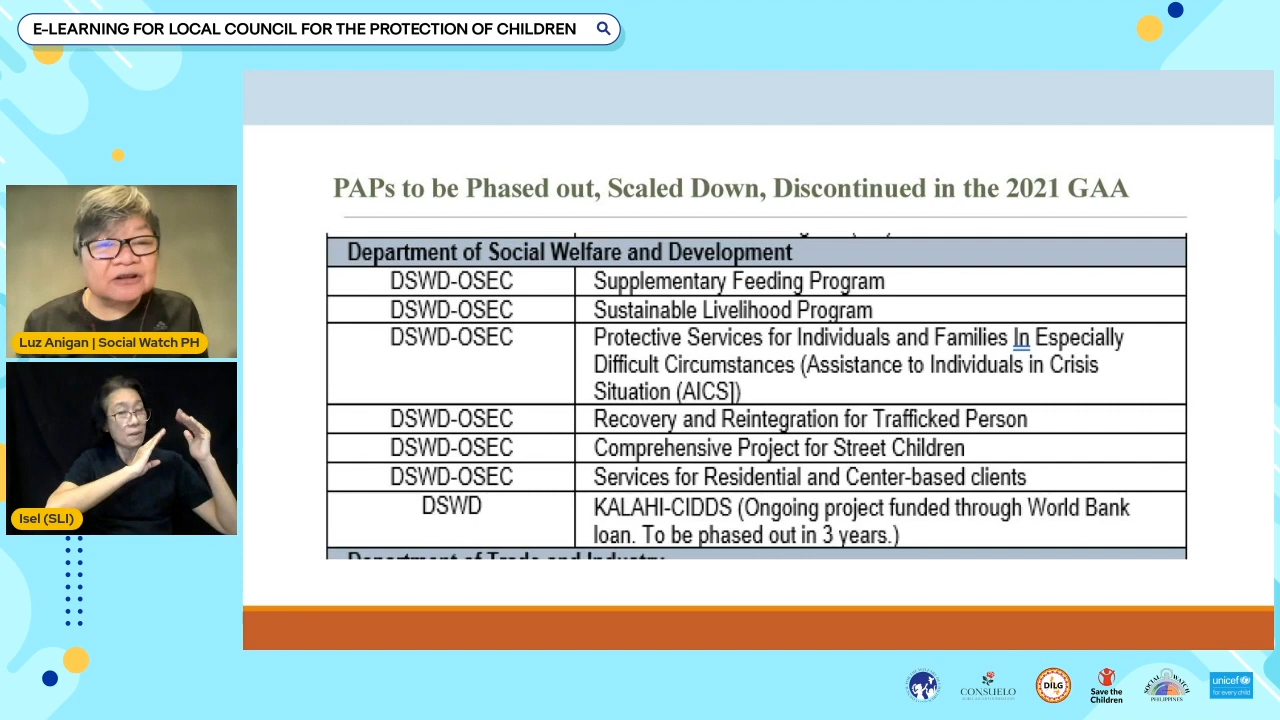 E-LEARNING FOR LOCAL COUNCIL FOR THE PROTECTION OF CHILDREN
PAPs to be Phased out, Scaled Down, Discontinued in the 2021 GAA
Department of Social Welfare and Development
DSWD-OSEC Supplementary Feeding Program
DSWD-OSEC Sustainable Livelihood Program
DSWD-OSEC Protective Services for Individuals and Families In Especially
Difficult Circumstances (Assistance to Individuals in Crisis
Situation (AICS])
DSWD-OSEC Recovery and Reintegration for Trafficked Person
DSWD-OSEC Comprehensive Project for Street Children
DSWD-OSEC Services for Residential and Center-based clients
DSWD KALAHI-CIDDS (Ongoing project funded through World Bank
loan. To be phased out in 3 years.)
Department of Trade and Industry
Luz Anigan | Social Watch PH
Isel (SLI)
CONSUELO
DILG
Save the
Children
SOCIAL WATCH
PHILIPPINES
unicef
for every child